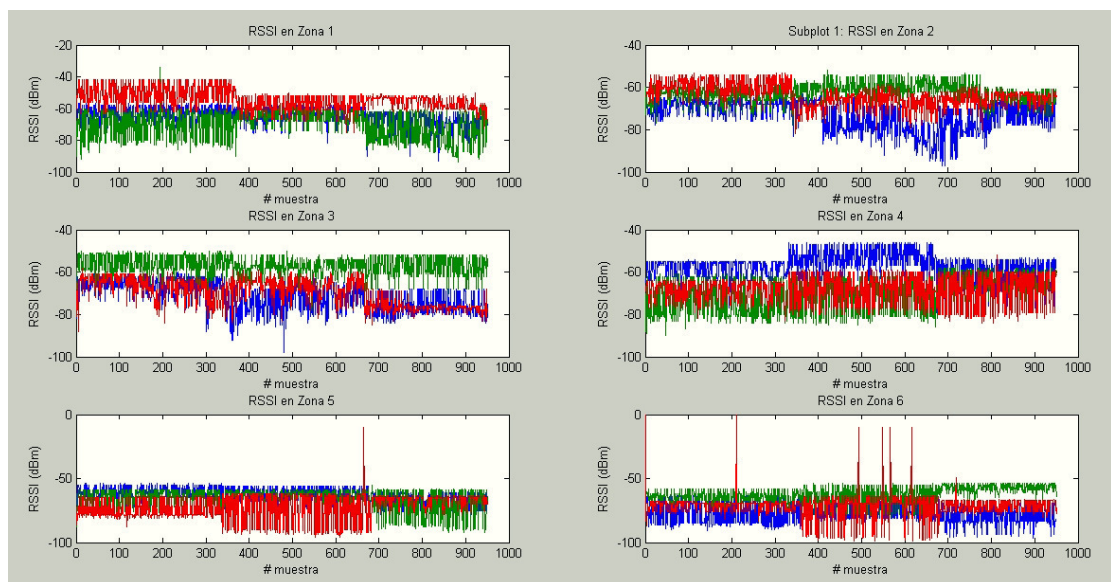 RSSI en Zona 1
RSSI (dBm)
-20
-40
-60
-80
-100
0 100 200 300 400 500 600 700 800 900 1000
# muestra
Subplot 1: RSSI en Zona 2
RSSI (dBm)
-40
-60
-80
-100
0 100 200 300 400 500 600 700 800 900 1000
# muestra
RSSI en Zona 3
RSSI (dBm)
-40
-60
-80
-100
0 100 200 300 400 500 600 700 800 900 1000
# muestra
RSSI en Zona 4
RSSI (dBm)
-40
-60
-80
-100
0 100 200 300 400 500 600 700 800 900 1000
# muestra
RSSI en Zona 5
RSSI (dBm)
0
-50
-100
0 100 200 300 400 500 600 700 800 900 1000
# muestra
RSSI en Zona 6
RSSI (dBm)
0
-50
-100
0 100 200 300 400 500 600 700 800 900 1000
# muestra